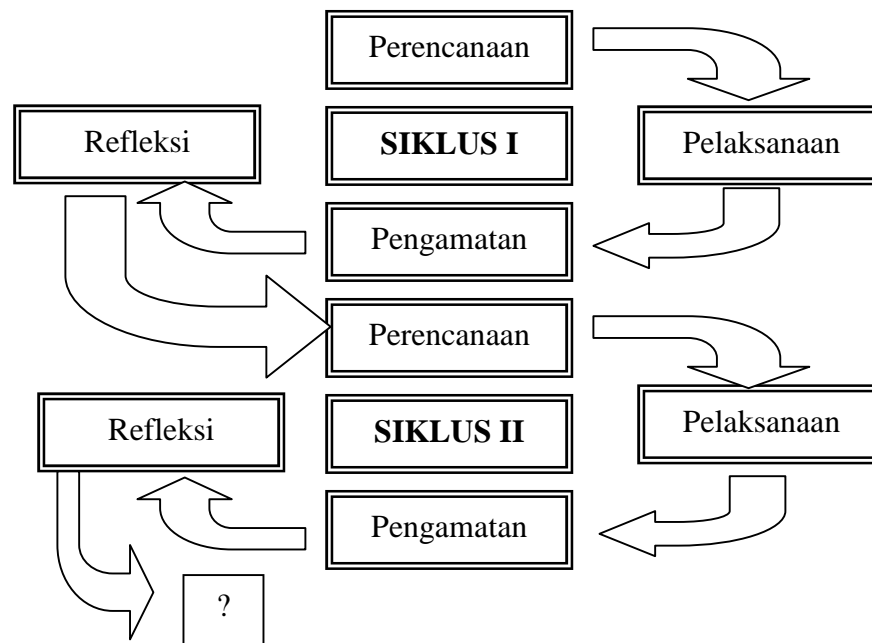 Perencanaan
Refleksi
SIKLUS I
Pelaksanaan
Pengamatan
Perencanaan
Refleksi
SIKLUS II
Pelaksanaan
Pengamatan
?